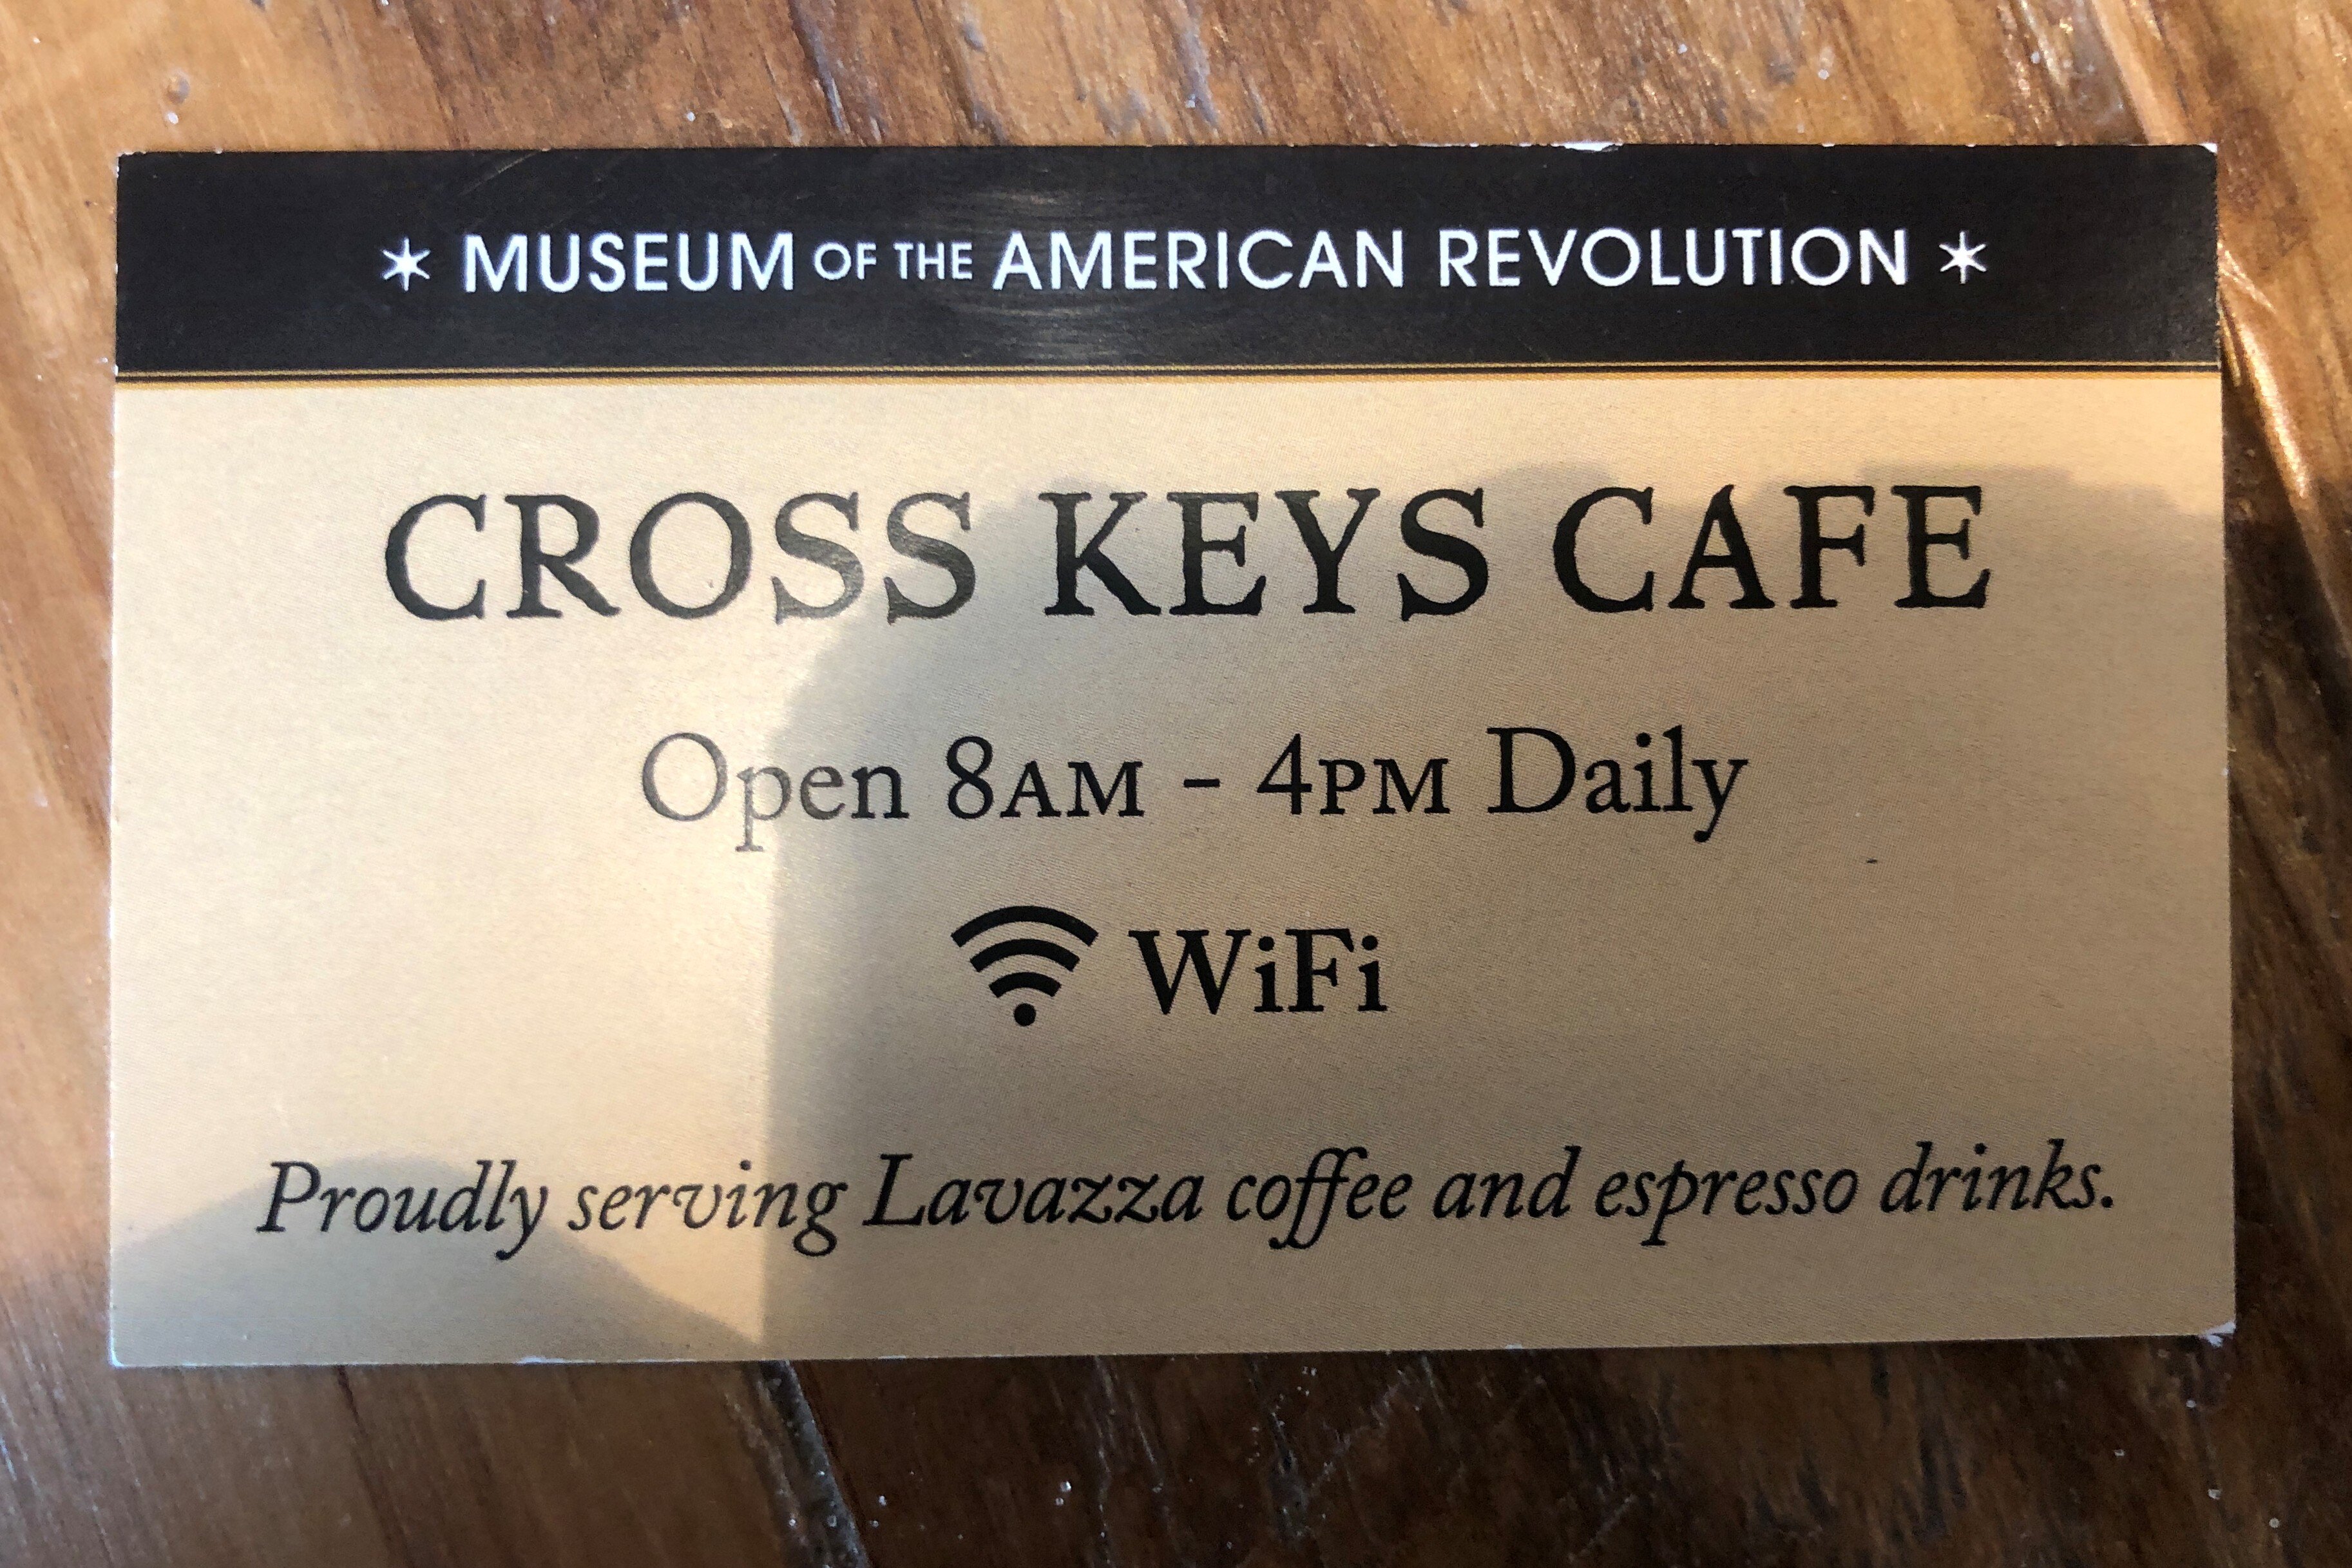 ✶ MUSEUM OF THE AMERICAN REVOLUTION ✶
CROSS KEYS CAFE
Open 8AM - 4PM Daily
WiFi
Proudly serving Lavazza coffee and espresso drinks.